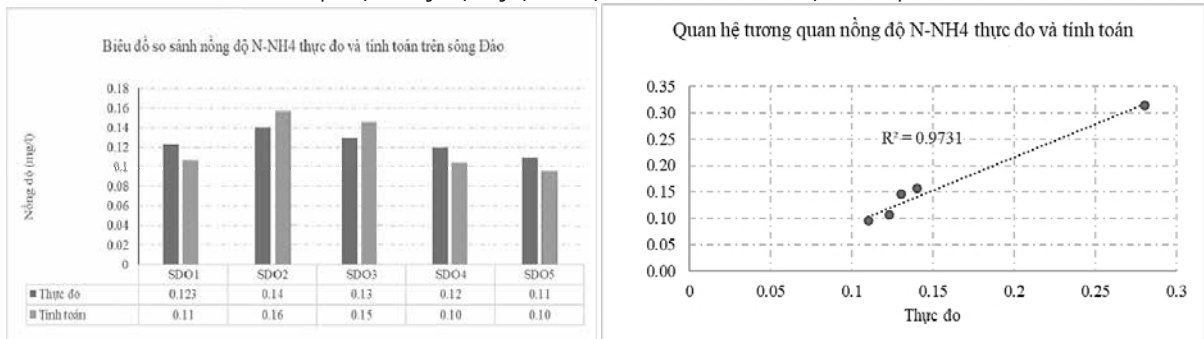 Biểu đồ so sánh nồng độ N-NH4 thực đo và tính toán trên sông Đào
Nồng độ (mg/l)
0.18
0.16
0.14
0.12
0.1
0.08
0.06
0.04
0.02
0
SDO1 SDO2 SDO3 SDO4 SDO5
Thực đo 0.123 0.14 0.13 0.12 0.11
Tính toán 0.11 0.16 0.15 0.10 0.10
Quan hệ tương quan nồng độ N-NH4 thực đo và tính toán
0.35
0.30
0.25
0.20
0.15
0.10
0.05
0.00
R² = 0.9731
0 0.05 0.1 0.15 0.2 0.25 0.3
Thực đo